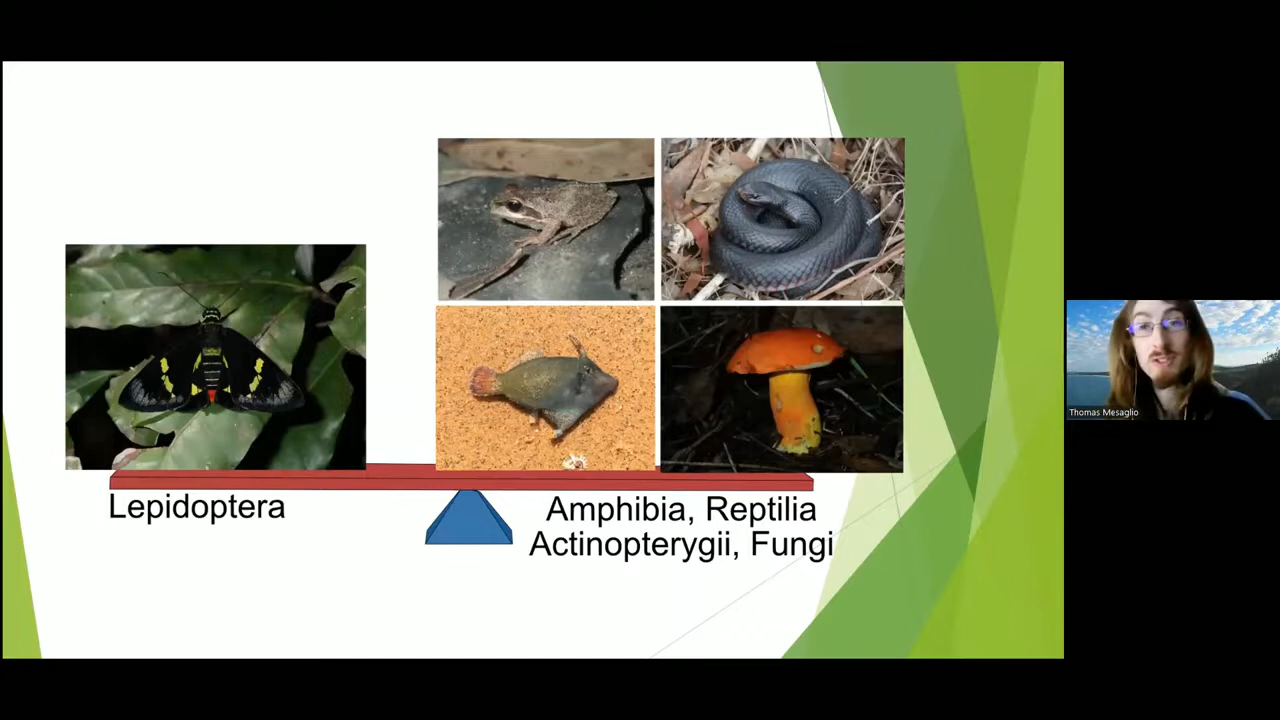 Lepidoptera
Amphibia, Reptilia
Actinopterygii, Fungi
Thomas Mesaglio